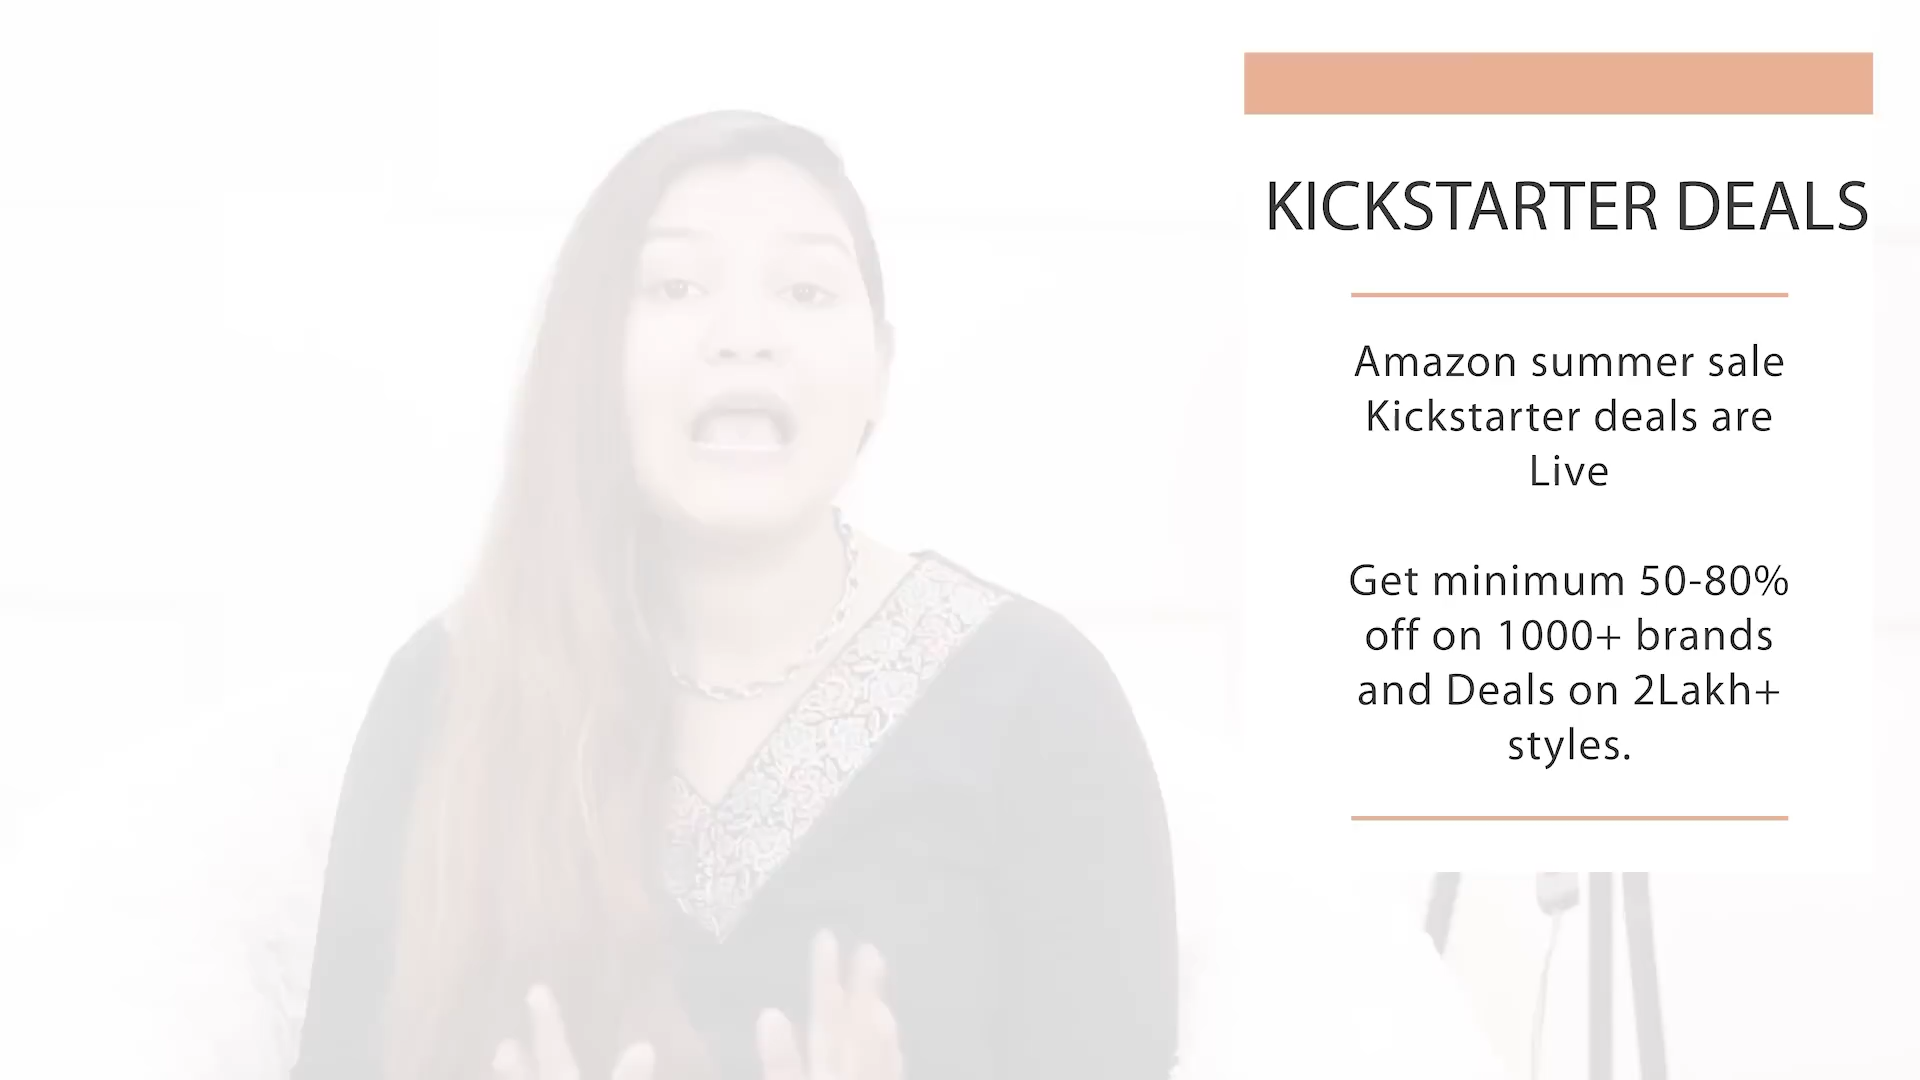 KICKSTARTER DEALS
Amazon summer sale
Kickstarter deals are
Live
Get minimum 50-80%
off on 1000+ brands
and Deals on 2Lakh+
styles.